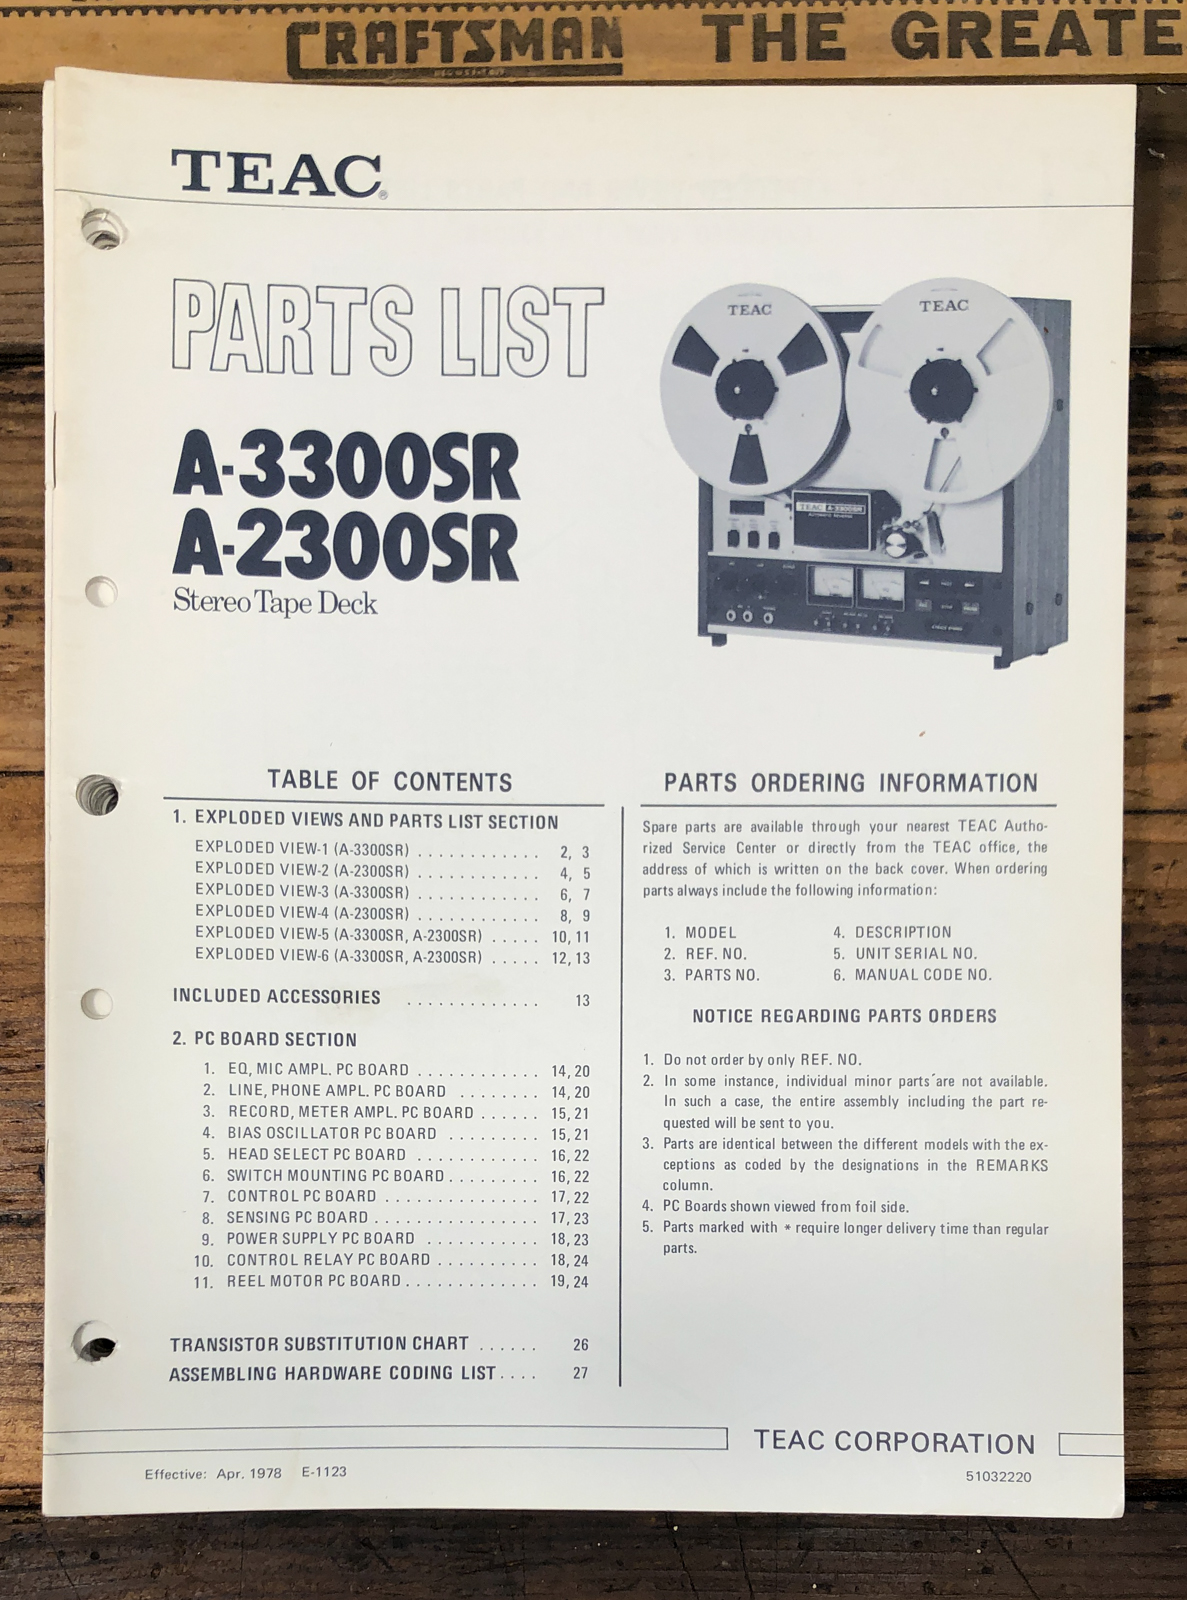 CRAFTSMAN THE GREATE
TEAC®
PARTS LIST
TEAC
TEAC
A-3300SR
A-2300SR
Stereo Tape Deck
TEAC A-3300SR
TABLE OF CONTENTS
1. EXPLODED VIEWS AND PARTS LIST SECTION
EXPLODED VIEW-1 (A-3300SR) . . . . . . . . . . . . 2, 3
EXPLODED VIEW-2 (A-2300SR) . . . . . . . . . . . . 4, 5
EXPLODED VIEW-3 (A-3300SR) . . . . . . . . . . . . 6, 7
EXPLODED VIEW-4 (A-2300SR) . . . . . . . . . . . . 8, 9
EXPLODED VIEW-5 (A-3300SR, A-2300SR) . . . . . 10, 11
EXPLODED VIEW-6 (A-3300SR, A-2300SR) . . . . . 12, 13
INCLUDED ACCESSORIES . . . . . . . . . . . . . 13
2. PC BOARD SECTION
1. EQ, MIC AMPL. PC BOARD . . . . . . . . . . . . 14, 20
2. LINE, PHONE AMPL. PC BOARD . . . . . . . . 14, 20
3. RECORD, METER AMPL. PC BOARD . . . . . . 15, 21
4. BIAS OSCILLATOR PC BOARD . . . . . . . . . 15, 21
5. HEAD SELECT PC BOARD . . . . . . . . . . . . 16, 22
6. SWITCH MOUNTING PC BOARD . . . . . . . . . 16, 22
7. CONTROL PC BOARD . . . . . . . . . . . . . . . 17, 22
8. SENSING PC BOARD . . . . . . . . . . . . . . . . 17, 23
9. POWER SUPPLY PC BOARD . . . . . . . . . . . 18, 23
10. CONTROL RELAY PC BOARD . . . . . . . . . . 18, 24
11. REEL MOTOR PC BOARD . . . . . . . . . . . . . 19, 24
TRANSISTOR SUBSTITUTION CHART . . . . . . 26
ASSEMBLING HARDWARE CODING LIST . . . . 27
PARTS ORDERING INFORMATION
Spare parts are available through your nearest TEAC Autho-
rized Service Center or directly from the TEAC office, the
address of which is written on the back cover. When ordering
parts always include the following information:
1. MODEL 4. DESCRIPTION
2. REF. NO. 5. UNIT SERIAL NO.
3. PARTS NO. 6. MANUAL CODE NO.
NOTICE REGARDING PARTS ORDERS
1. Do not order by only REF. NO.
2. In some instance, individual minor parts are not available.
In such a case, the entire assembly including the part re-
quested will be sent to you.
3. Parts are identical between the different models with the ex-
ceptions as coded by the designations in the REMARKS
column.
4. PC Boards shown viewed from foil side.
5. Parts marked with * require longer delivery time than regular
parts.
TEAC CORPORATION
Effective: Apr. 1978 E-1123
51032220